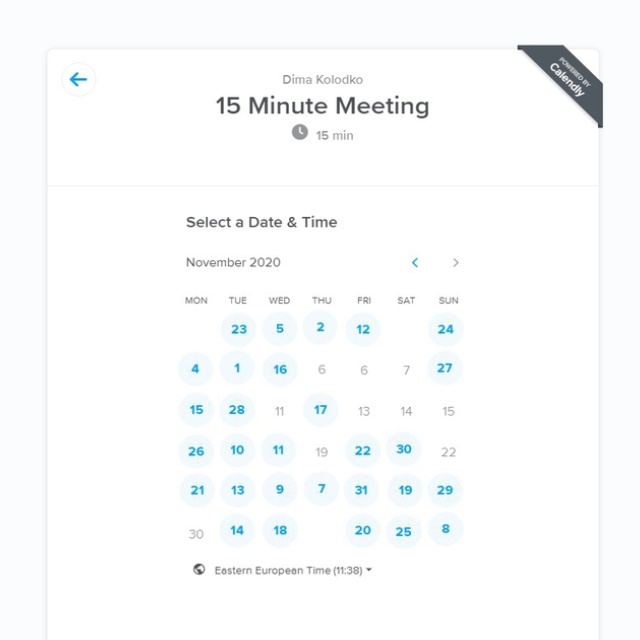 POWERED BY
Calendly
Dima Kolodko
15 Minute Meeting
15 min
Select a Date & Time
November 2020
MON TUE WED THU FRI SAT SUN
23 5 2 12 24
4 1 16 6 6 7 27
15 28 11 17 13 14 15
26 10 11 19 22 30 22
21 13 9 7 31 19 29
30 14 18 20 25 8
Eastern European Time (11:38)